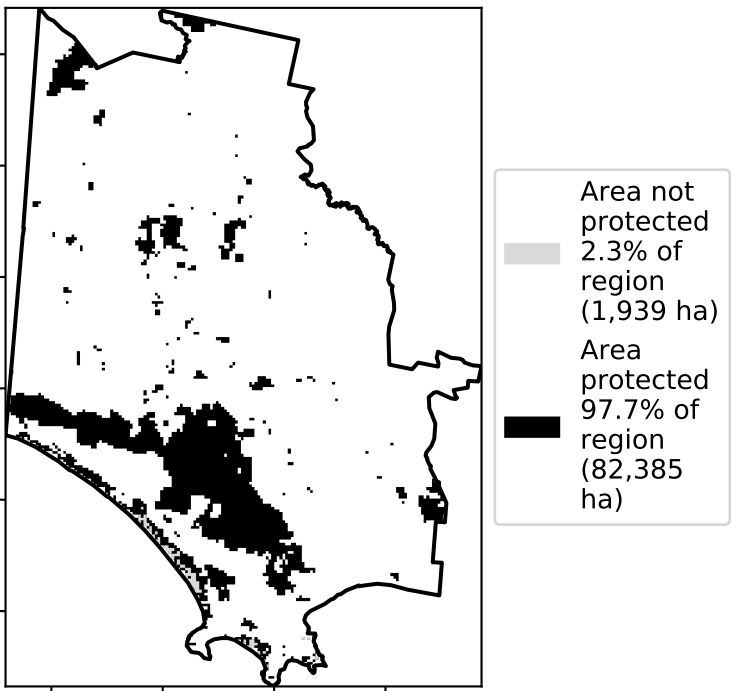 Area not
protected
2.3% of
region
(1,939 ha)
Area
protected
97.7% of
region
(82,385
ha)